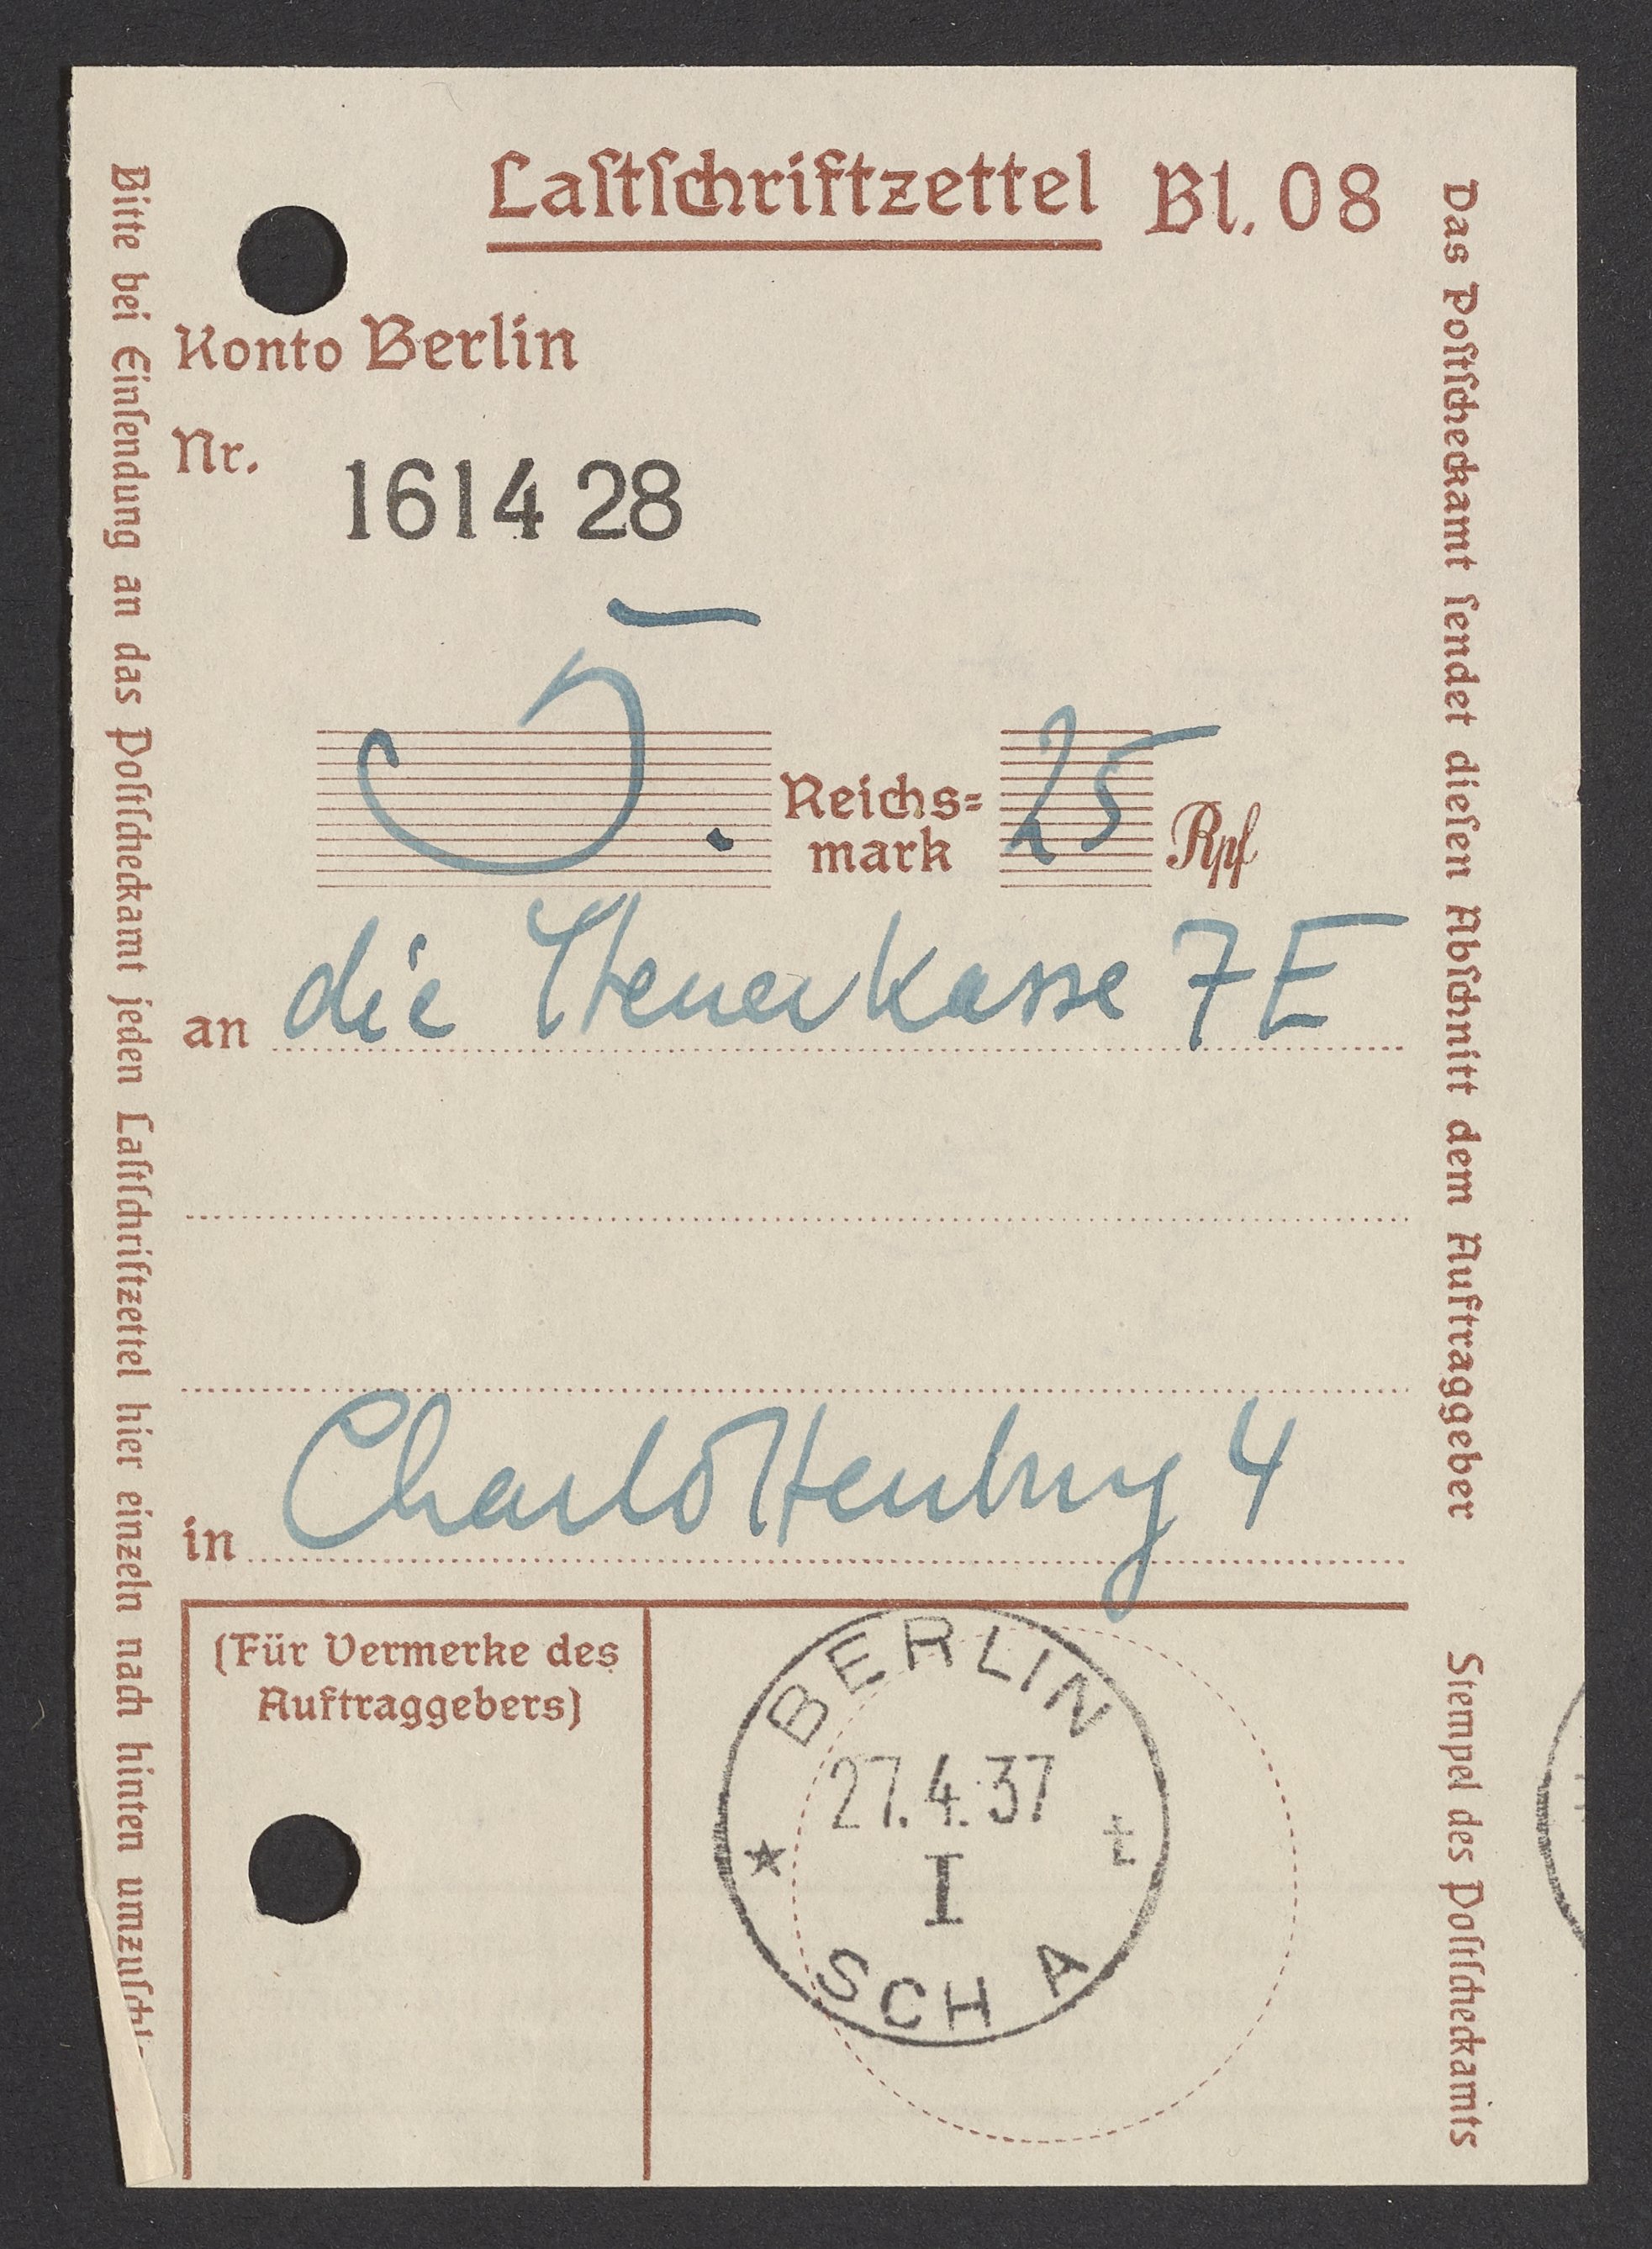 Lastschriftzettel Bl. 08
Konto Berlin
Nr. 1614 28
5. Reichs=
mark 25 Rpf
an die Steuerkasse 7E
in Charlottenburg 4
(Für Vermerke des
Auftraggebers)
BERLIN
27.4.37
I
SCH A
Bitte bei Einsendung an das Postscheckamt jeden Lastschriftzettel hier einzeln nach hinten
Das Postscheckamt sendet diesen Abschnitt dem Auftraggeber
Stempel des Postscheckamts